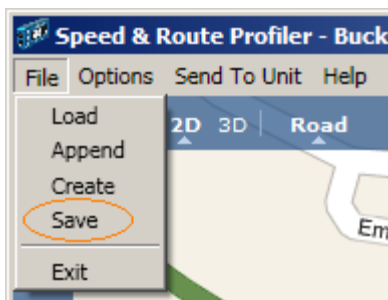 Speed & Route Profiler - Buck
File Options Send To Unit Help
Load
Append
Create
Save
Exit
2D 3D Road
Em